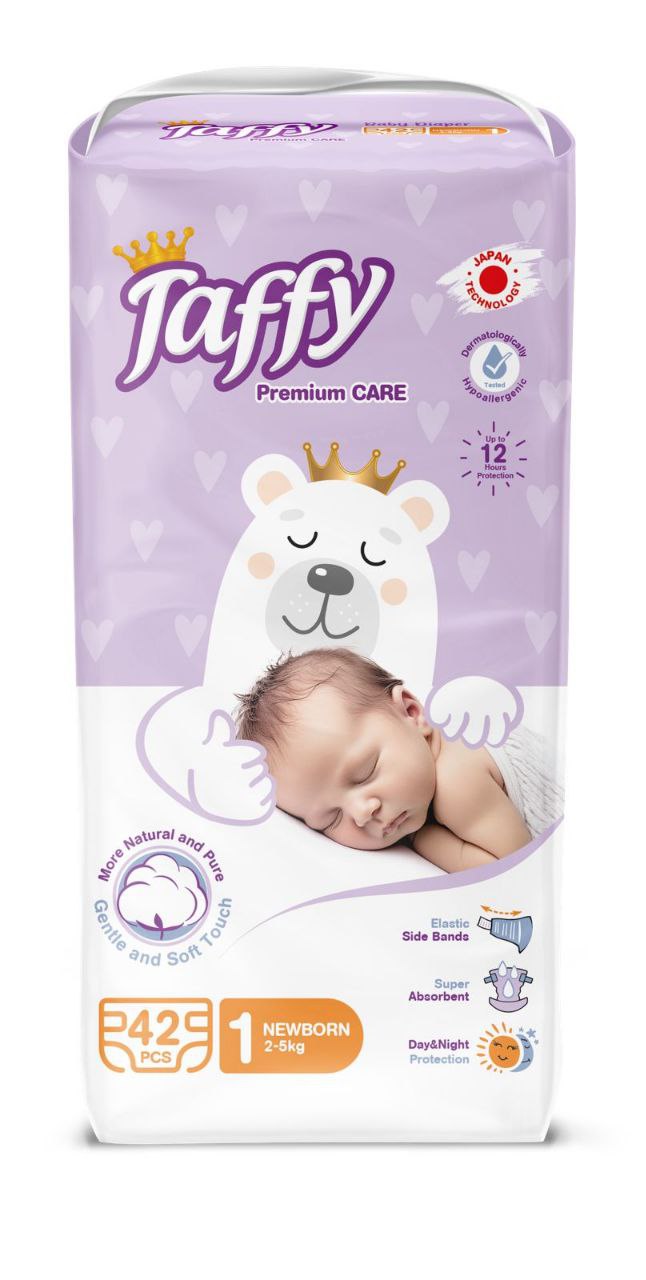 Taffy
Premium CARE
Baby Diaper
42
1
Taffy
Premium CARE
JAPAN
TECHNOLOGY
Dermatologically
Tested
Hypoallergenic
Up to
12
Hours
Protection
More Natural and Pure
Gentle and Soft Touch
Elastic
Side Bands
Super
Absorbent
Day&Night
Protection
42
PCS
1
NEWBORN
2-5kg